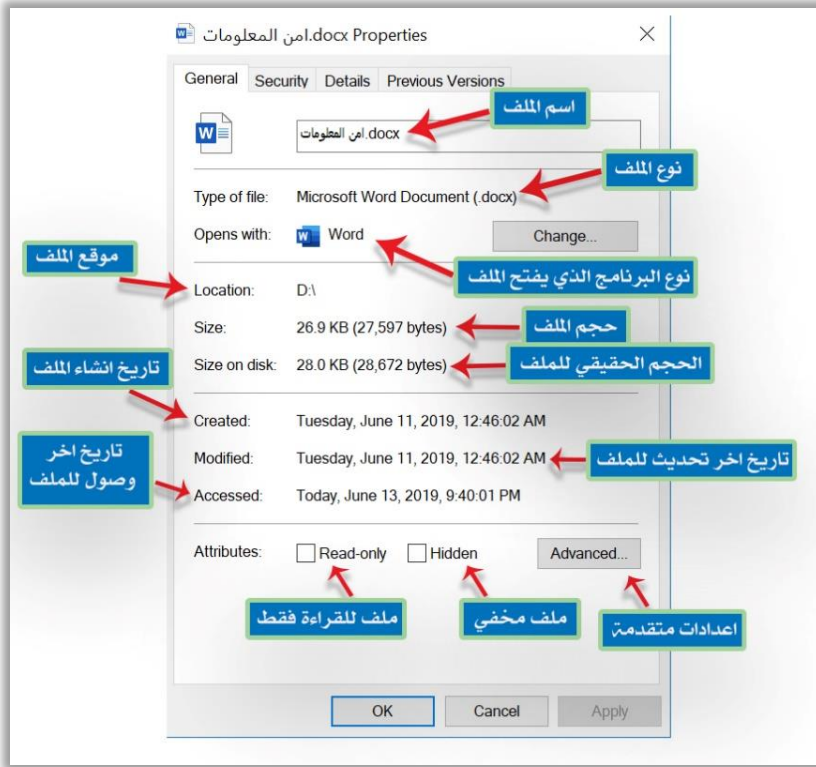 امن المعلومات.docx Properties
General Security Details Previous Versions
اسم الملف
امن المعلومات.docx
نوع الملف
Type of file: Microsoft Word Document (.docx)
Opens with: Word Change...
موقع الملف
نوع البرنامج الذي يفتح الملف
Location: D:\
Size: 26.9 KB (27,597 bytes) حجم الملف
Size on disk: 28.0 KB (28,672 bytes) الحجم الحقيقي للملف
تاريخ انشاء الملف
Created: Tuesday, June 11, 2019, 12:46:02 AM
Modified: Tuesday, June 11, 2019, 12:46:02 AM تاريخ اخر تحديث للملف
تاريخ اخر
وصول للملف
Accessed: Today, June 13, 2019, 9:40:01 PM
Attributes: Read-only Hidden Advanced...
ملف للقراءة فقط
ملف مخفي
اعدادات متقدمة
OK Cancel Apply